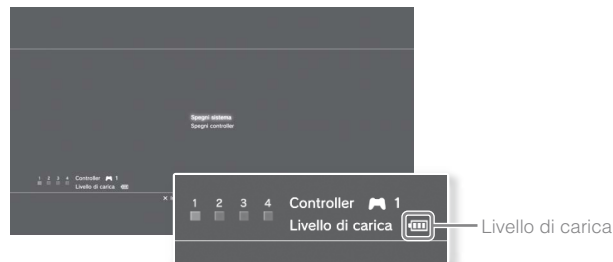 Spegni sistema
Spegni controller
1 2 3 4 Controller 1
Livello di carica
1 2 3 4 Controller 1
Livello di carica
Livello di carica